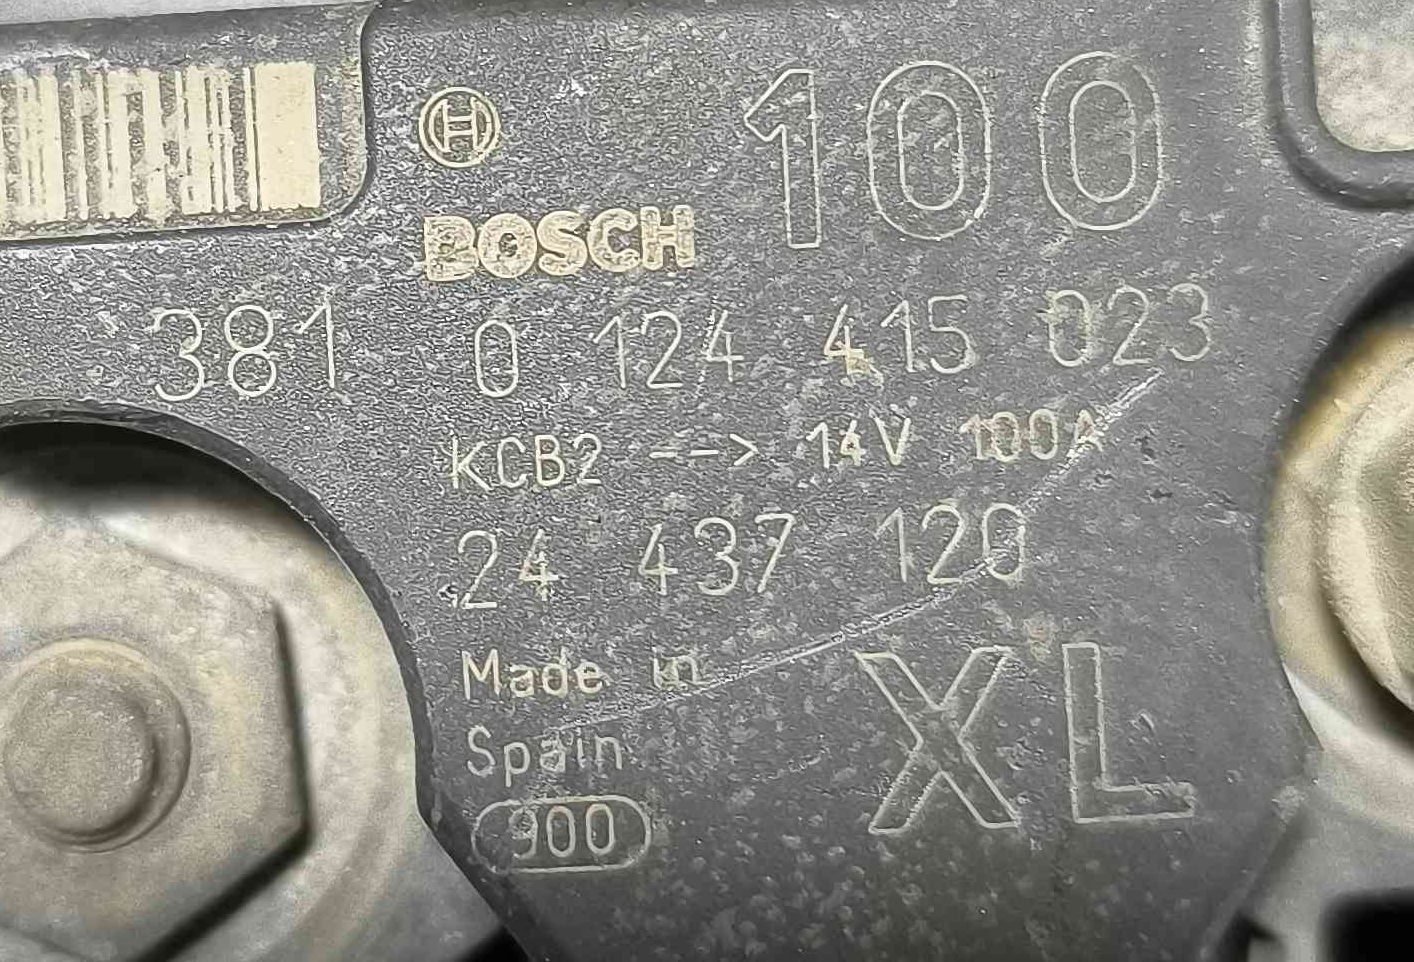 100
BOSCH
381 0 124 415 023
KCB2 --> 14V 100A
24 437 120
Made in
Spain
XL
900